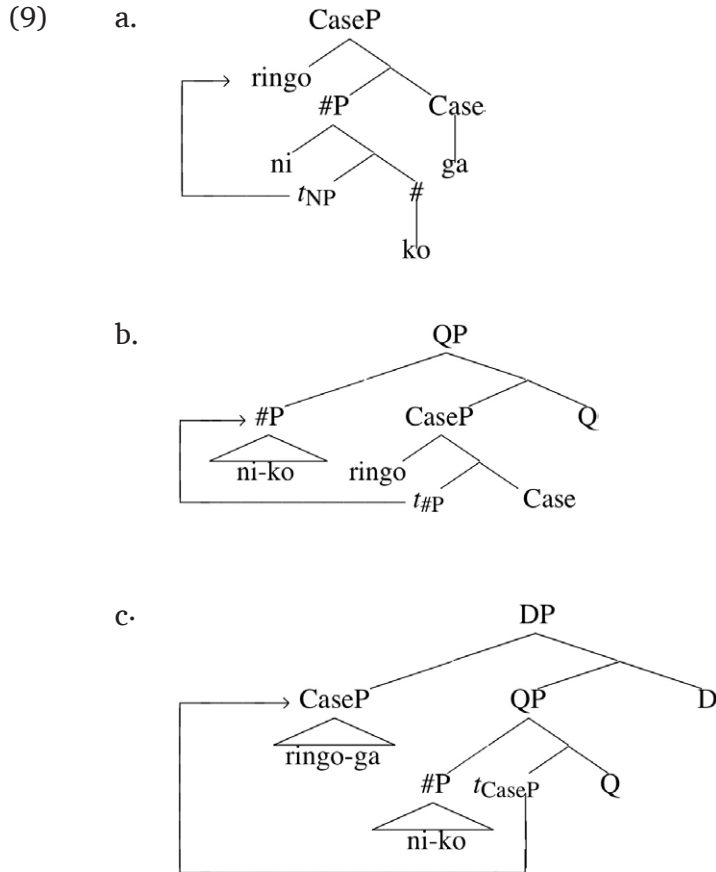 (9) a. CaseP
ringo
#P Case
ni ga
tNP #
ko
b. QP
#P CaseP Q
ni-ko ringo
t#P Case
c. DP
CaseP QP D
ringo-ga
#P tCaseP Q
ni-ko